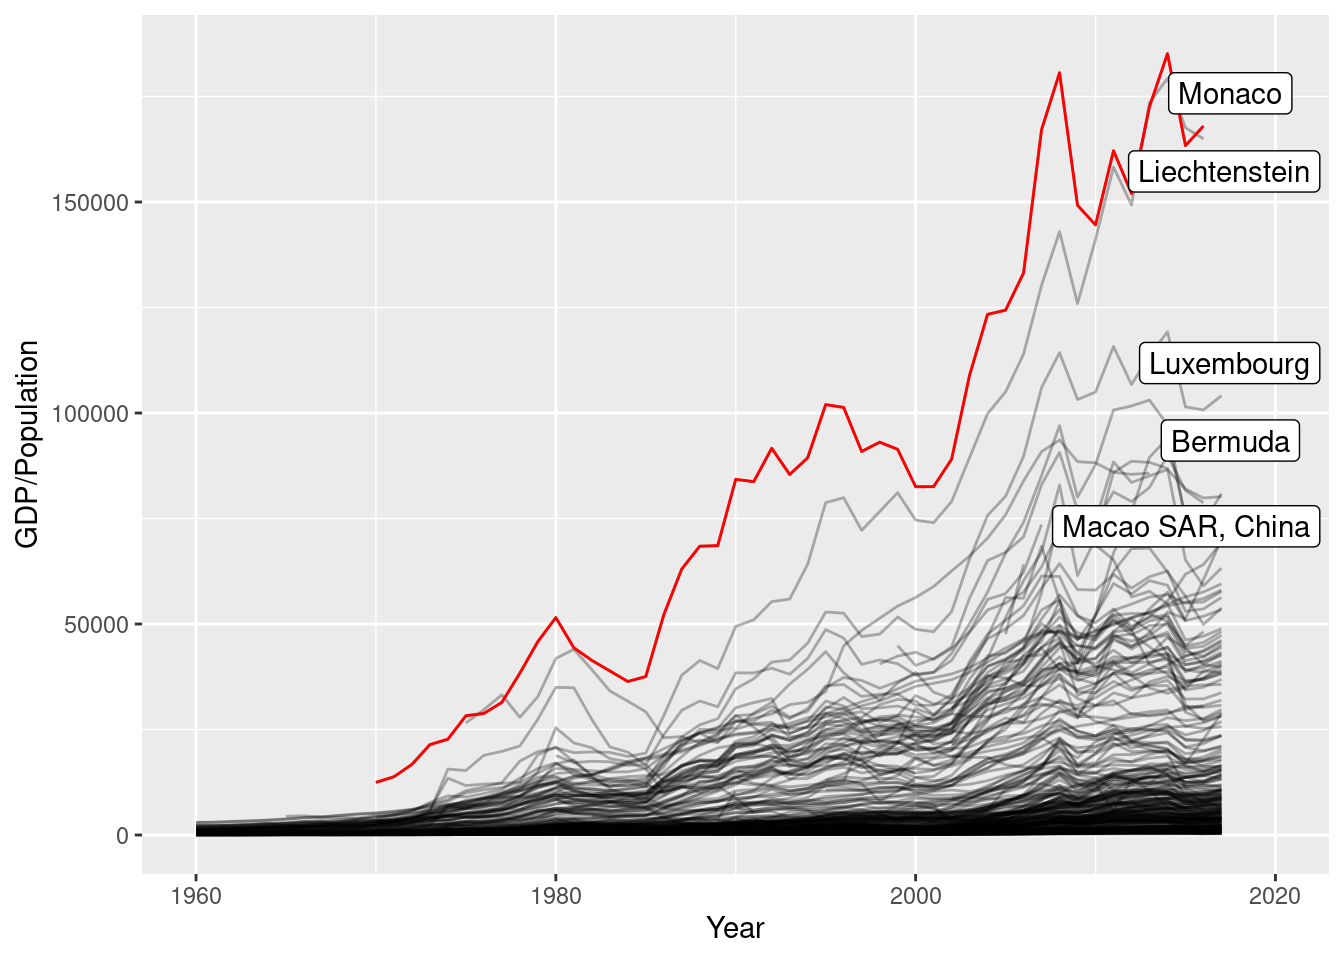 Monaco
Liechtenstein
150000
Luxembourg
100000
Bermuda
Macao SAR, China
50000
0
GDP/Population
1960
1980
2000
2020
Year